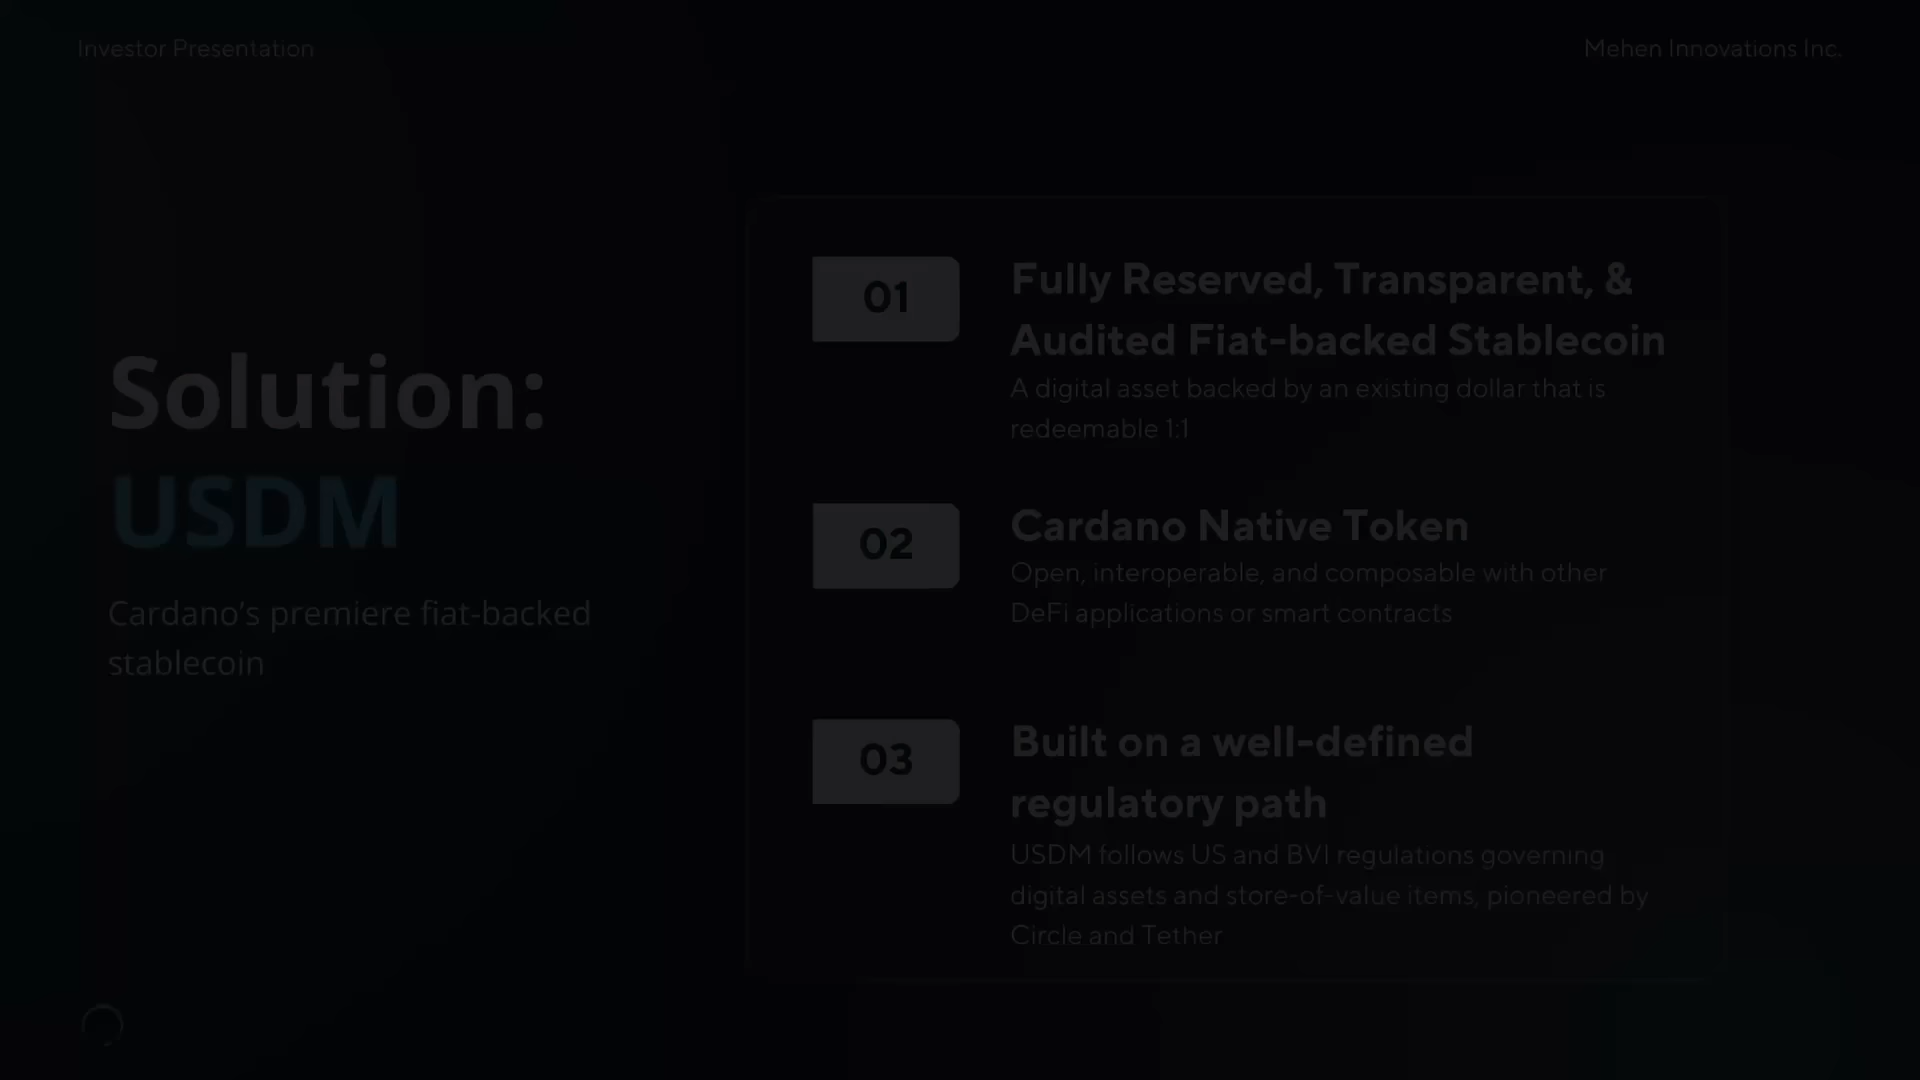 Investor Presentation
Mehen Innovations Inc.
Solution:
USDM
Cardano's premiere fiat-backed
stablecoin
01
Fully Reserved, Transparent, &
Audited Fiat-backed Stablecoin
A digital asset backed by an existing dollar that is
redeemable 1:1
02
Cardano Native Token
Open, interoperable, and composable with other
DeFi applications or smart contracts
03
Built on a well-defined
regulatory path
USDM follows US and BVI regulations governing
digital assets and store-of-value items, pioneered by
Circle and Tether